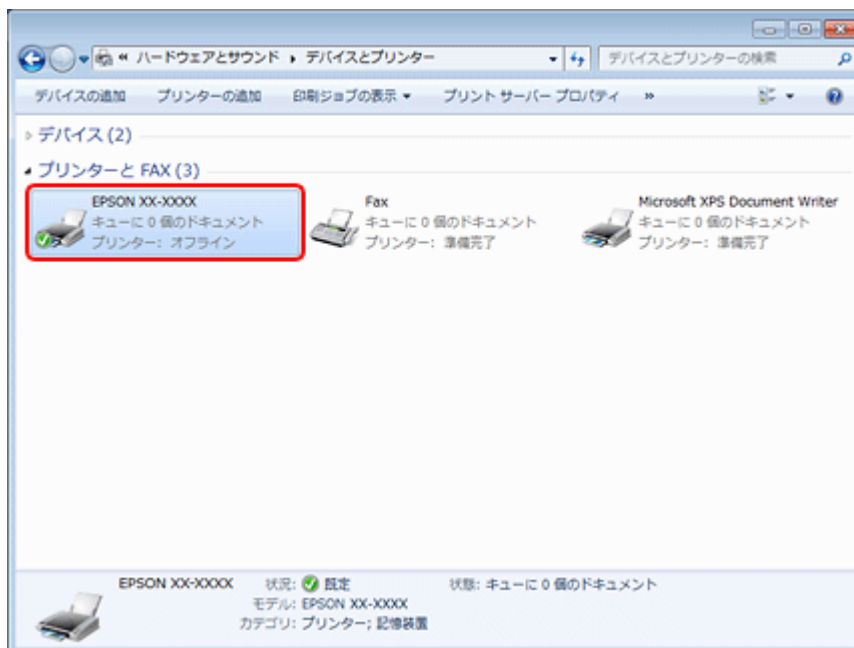 « ハードウェアとサウンド ▸ デバイスとプリンター
デバイスとプリンターの検索
デバイスの追加 プリンターの追加 印刷ジョブの表示 プリント サーバー プロパティ »
デバイス (2)
プリンターと FAX (3)
EPSON XX-XXXX
キューに 0 個のドキュメント
プリンター: オフライン
Fax
キューに 0 個のドキュメント
プリンター: 準備完了
Microsoft XPS Document Writer
キューに 0 個のドキュメント
プリンター: 準備完了
EPSON XX-XXXX 状況: 既定 状態: キューに 0 個のドキュメント
モデル: EPSON XX-XXXX
カテゴリ: プリンター; 記憶装置